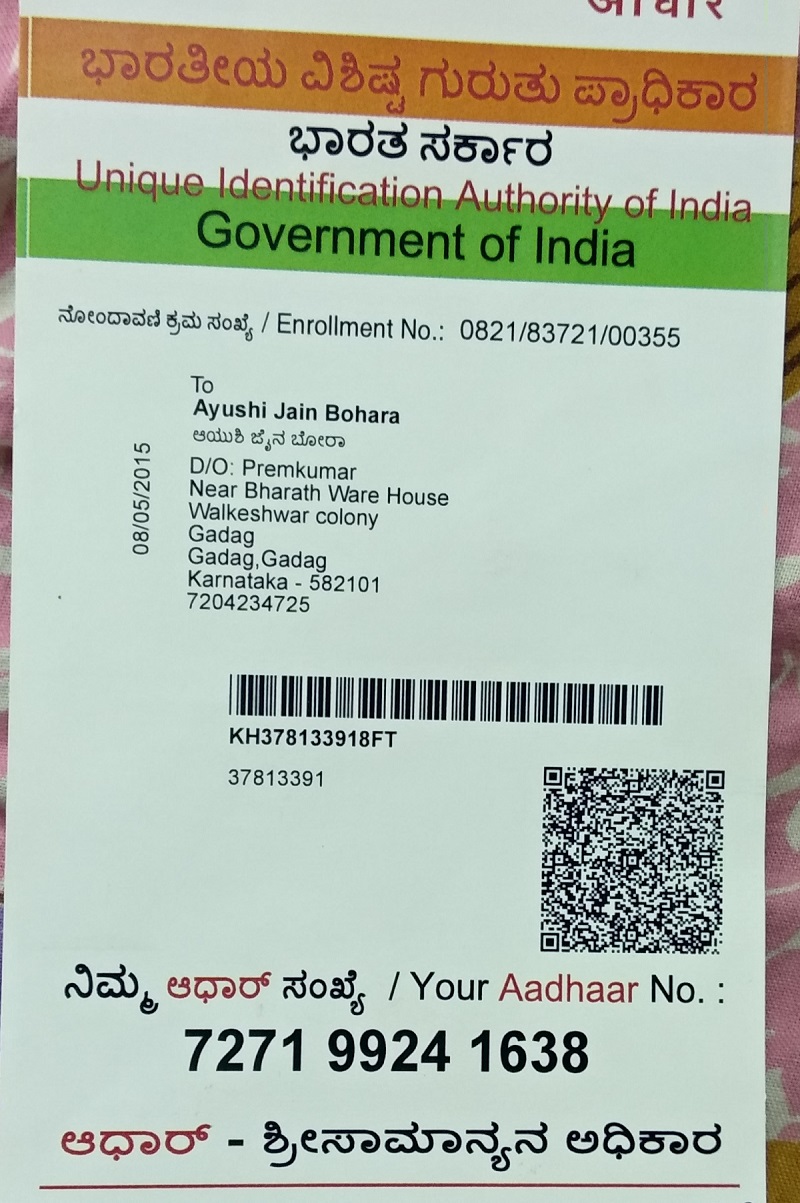 ಭಾರತೀಯ ವಿಶಿಷ್ಟ ಗುರುತು ಪ್ರಾಧಿಕಾರ
ಭಾರತ ಸರ್ಕಾರ
Unique Identification Authority of India
Government of India
ನೋಂದಾವಣಿ ಕ್ರಮ ಸಂಖ್ಯೆ / Enrollment No.: 0821/83721/00355
To
Ayushi Jain Bohara
ಆಯುಶಿ ಜೈನ ಬೋರಾ
D/O: Premkumar
Near Bharath Ware House
Walkeshwar colony
Gadag
Gadag,Gadag
Karnataka - 582101
7204234725
08/05/2015
KH378133918FT
37813391
ನಿಮ್ಮ ಆಧಾರ್ ಸಂಖ್ಯೆ / Your Aadhaar No. :
7271 9924 1638
ಆಧಾರ್ - ಶ್ರೀಸಾಮಾನ್ಯನ ಅಧಿಕಾರ